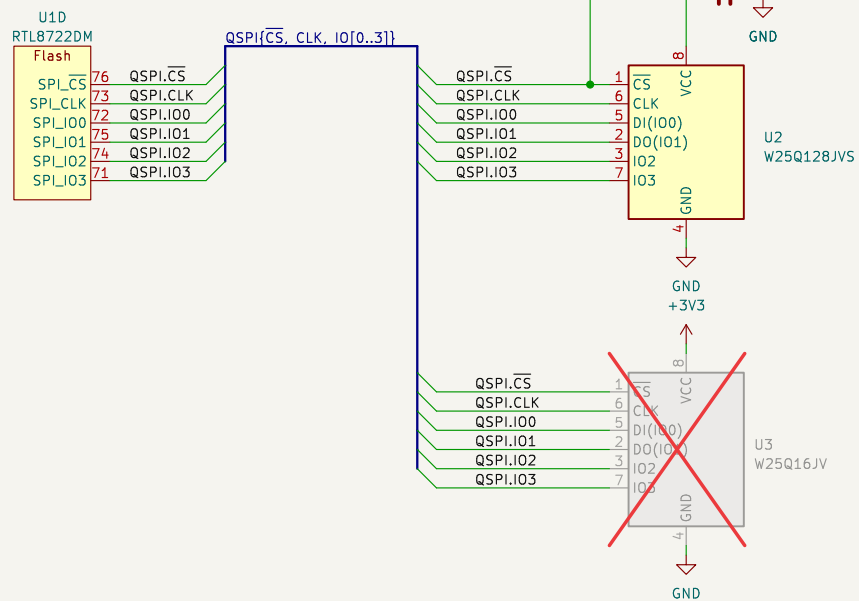 U1D
RTL8722DM
Flash
SPI_CS 76 QSPI.CS
SPI_CLK 73 QSPI.CLK
SPI_IO0 72 QSPI.IO0
SPI_IO1 75 QSPI.IO1
SPI_IO2 74 QSPI.IO2
SPI_IO3 71 QSPI.IO3
QSPI{CS, CLK, IO[0..3]}
GND
8
VCC
QSPI.CS 1 CS
QSPI.CLK 6 CLK
QSPI.IO0 5 DI(IO0)
QSPI.IO1 2 DO(IO1)
QSPI.IO2 3 IO2
QSPI.IO3 7 IO3
U2
W25Q128JVS
GND
4
GND
+3V3
8
VCC
QSPI.CS 1 CS
QSPI.CLK 6 CLK
QSPI.IO0 5 DI(IO0)
QSPI.IO1 2 DO(IO1)
QSPI.IO2 3 IO2
QSPI.IO3 7 IO3
U3
W25Q16JV
GND
4
GND